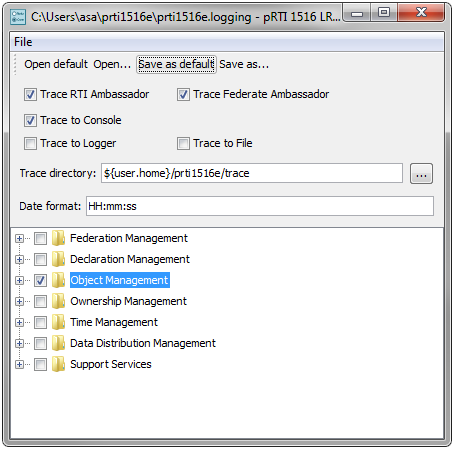 C:\Users\asa\prti1516e\prti1516e.logging - pRTI 1516 LR...
File
Open default Open... Save as default Save as...
Trace RTI Ambassador Trace Federate Ambassador
Trace to Console
Trace to Logger Trace to File
Trace directory: ${user.home}/prti1516e/trace ...
Date format: HH:mm:ss
Federation Management
Declaration Management
Object Management
Ownership Management
Time Management
Data Distribution Management
Support Services